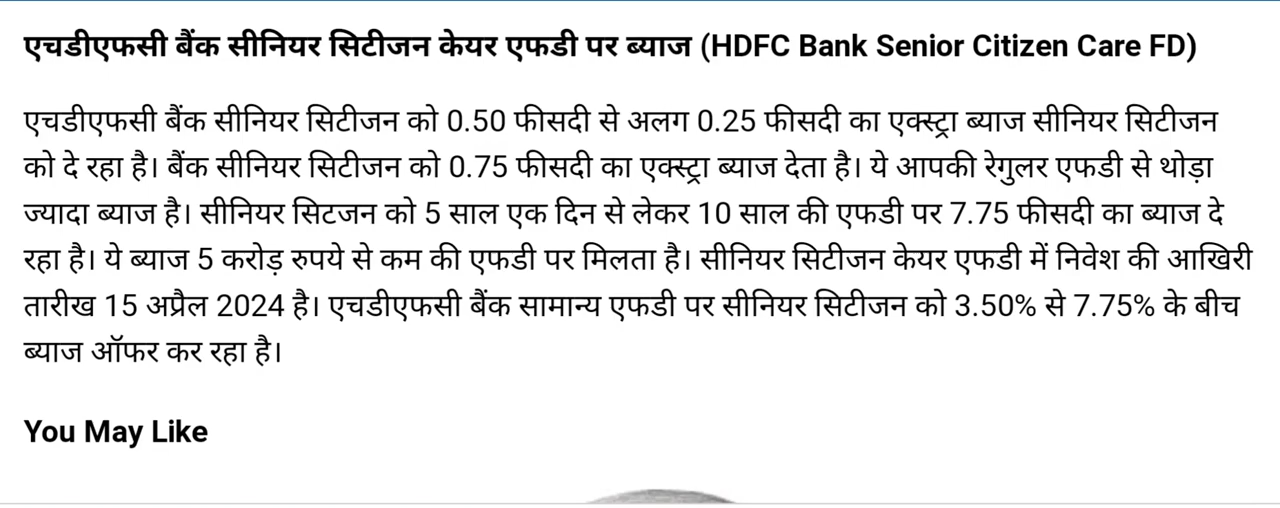 एचडीएफसी बैंक सीनियर सिटीजन केयर एफडी पर ब्याज (HDFC Bank Senior Citizen Care FD)
एचडीएफसी बैंक सीनियर सिटीजन को 0.50 फीसदी से अलग 0.25 फीसदी का एक्स्ट्रा ब्याज सीनियर सिटीजन
को दे रहा है। बैंक सीनियर सिटीजन को 0.75 फीसदी का एक्स्ट्रा ब्याज देता है। ये आपकी रेगुलर एफडी से थोड़ा
ज्यादा ब्याज है। सीनियर सिटजन को 5 साल एक दिन से लेकर 10 साल की एफडी पर 7.75 फीसदी का ब्याज दे
रहा है। ये ब्याज 5 करोड़ रुपये से कम की एफडी पर मिलता है। सीनियर सिटीजन केयर एफडी में निवेश की आखिरी
तारीख 15 अप्रैल 2024 है। एचडीएफसी बैंक सामान्य एफडी पर सीनियर सिटीजन को 3.50% से 7.75% के बीच
ब्याज ऑफर कर रहा है।
You May Like